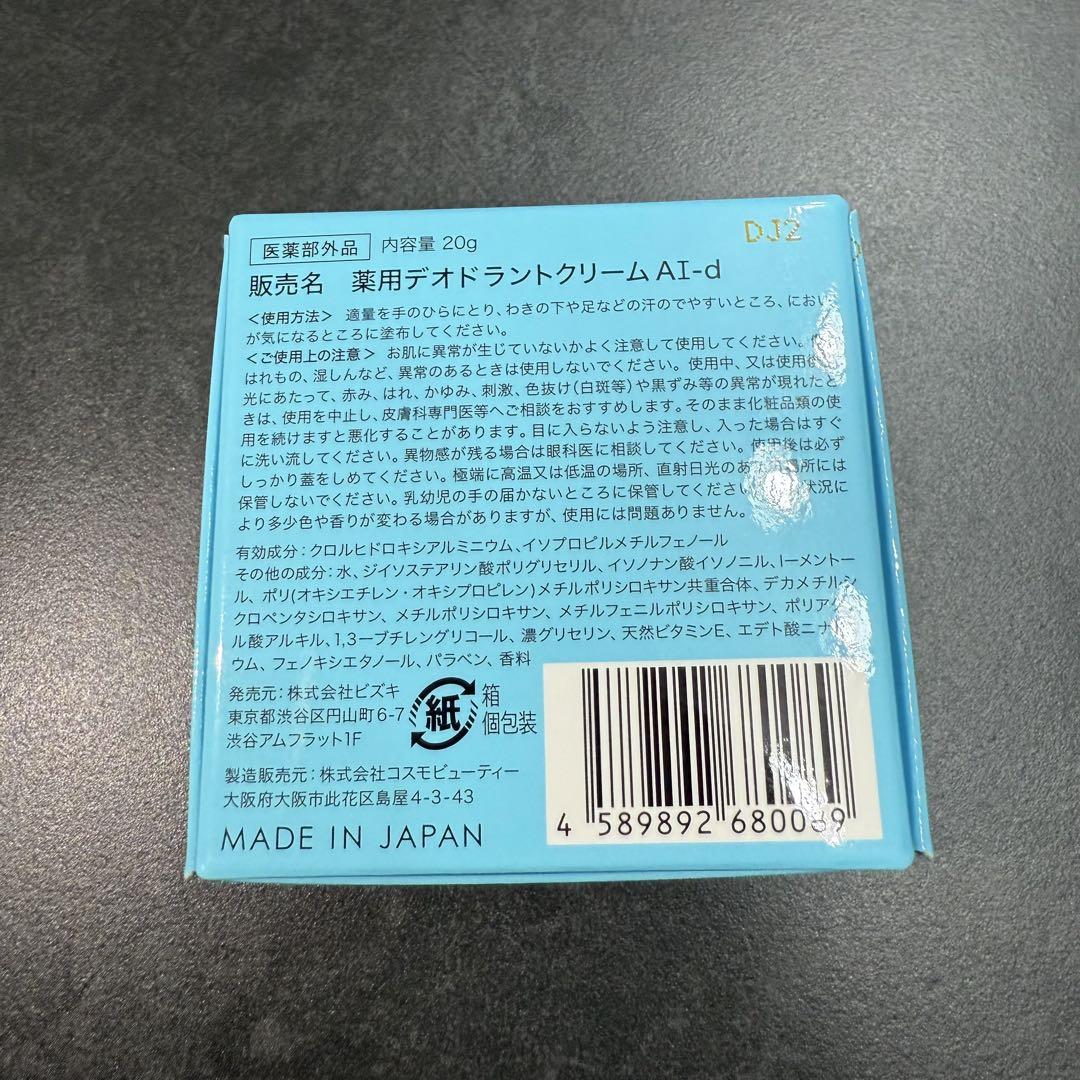 医薬部外品 内容量 20g
DJ2
販売名 薬用デオドラントクリームAI-d
<使用方法> 適量を手のひらにとり、わきの下や足などの汗のでやすいところ、におい
が気になるところに塗布してください。
<ご使用上の注意> お肌に異常が生じていないかよく注意して使用してください。
はれもの、湿しんなど、異常のあるときは使用しないでください。使用中、又は使用後
光にあたって、赤み、はれ、かゆみ、刺激、色抜け(白斑等)や黒ずみ等の異常が現れたと
きは、使用を中止し、皮膚科専門医等へご相談をおすすめします。そのまま化粧品類の使
用を続けますと悪化することがあります。目に入らないよう注意し、入った場合はすぐ
に洗い流してください。異物感が残る場合は眼科医に相談してください。使用後は必ず
しっかり蓋をしめてください。極端に高温又は低温の場所、直射日光のあたる場所には
保管しないでください。乳幼児の手の届かないところに保管してください。状況に
より多少色や香りが変わる場合がありますが、使用には問題ありません。
有効成分:クロルヒドロキシアルミニウム、イソプロピルメチルフェノール
その他の成分:水、ジイソステアリン酸ポリグリセリル、イソノナン酸イソノニル、l-メントー
ル、ポリ(オキシエチレン・オキシプロピレン)メチルポリシロキサン共重合体、デカメチルシ
クロペンタシロキサン、メチルポリシロキサン、メチルフェニルポリシロキサン、ポリアクリ
ル酸アルキル、1,3ーブチレングリコール、濃グリセリン、天然ビタミンE、エデト酸ニナトリ
ウム、フェノキシエタノール、パラベン、香料
発売元:株式会社ビズキ
東京都渋谷区円山町6-7
渋谷アムフラット1F
紙
箱
個包装
製造販売元:株式会社コスモビューティー
大阪府大阪市此花区島屋4-3-43
MADE IN JAPAN
4 589892 680089